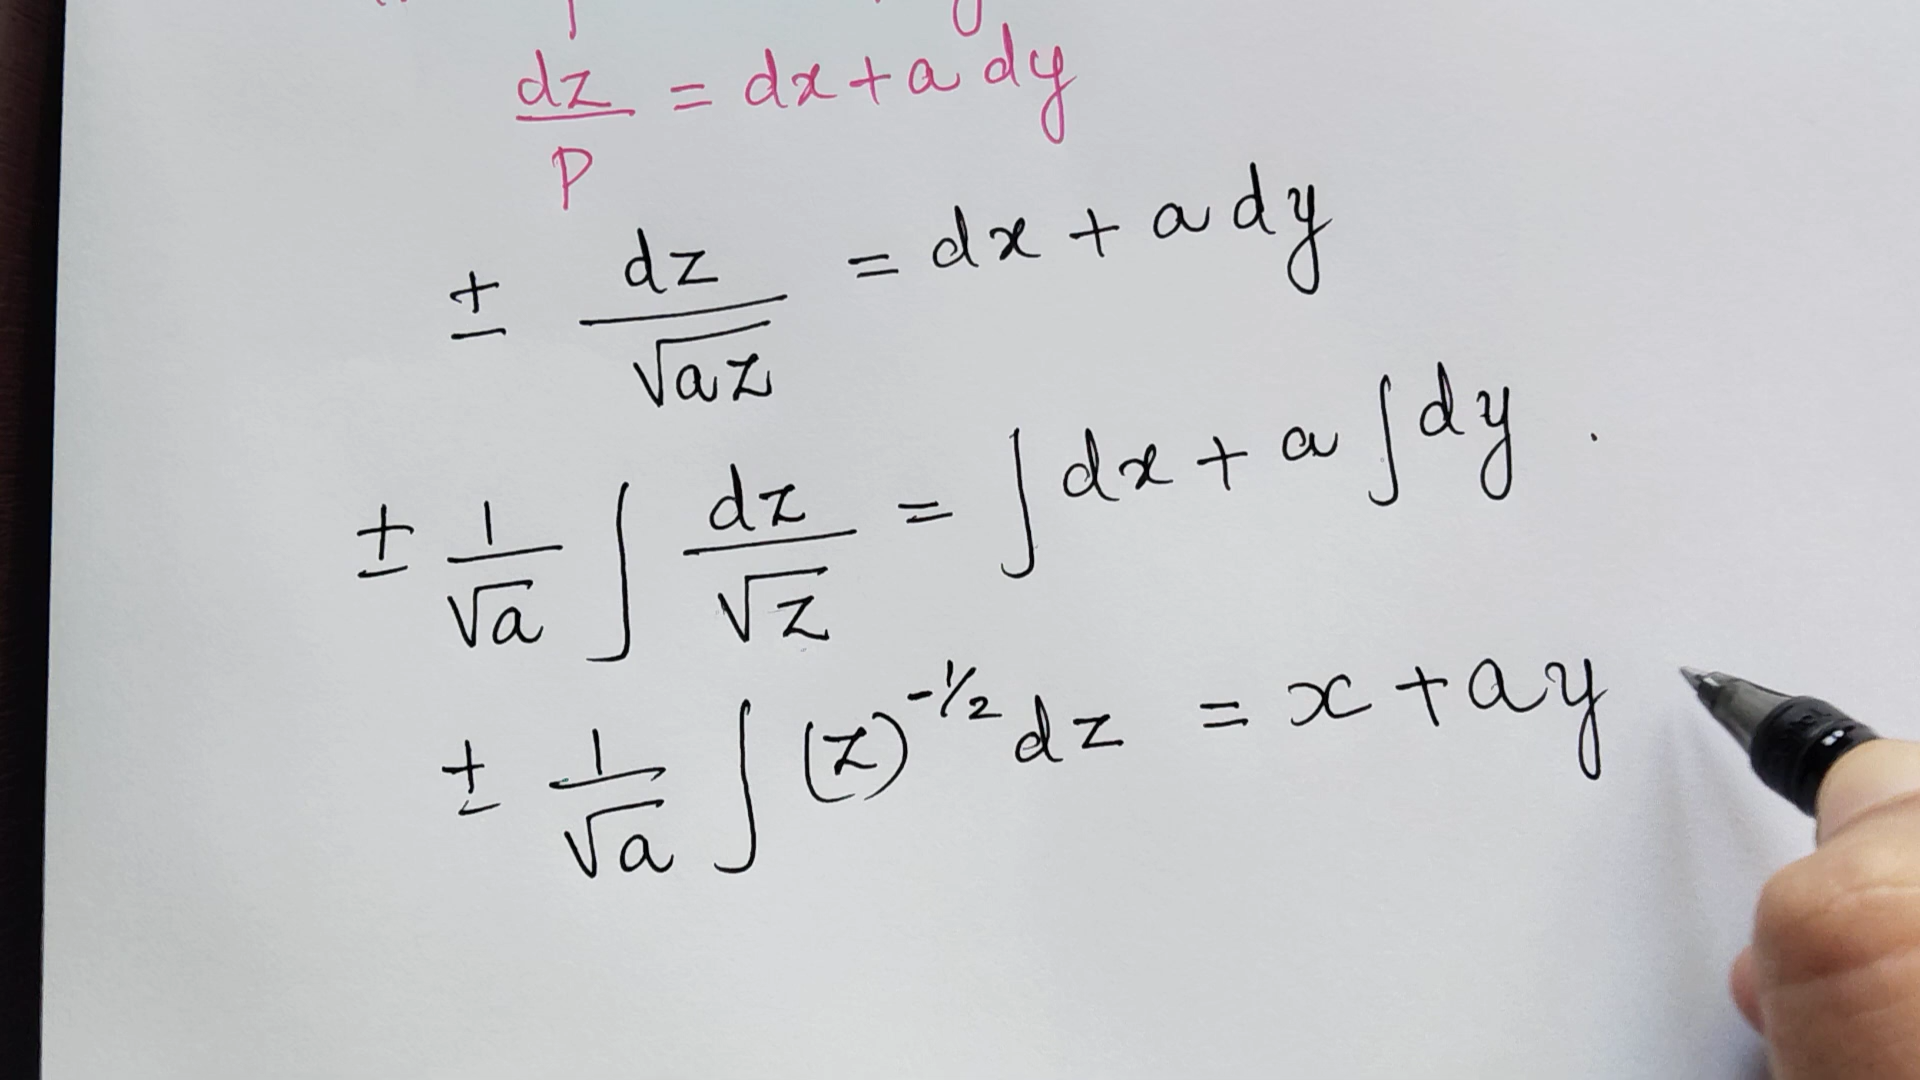 dz/p = dx + a dy
± dz/√az = dx + a dy
± 1/√a ∫ dz/√z = ∫ dx + a ∫ dy .
± 1/√a ∫ (z)^-1/2 dz = x + ay